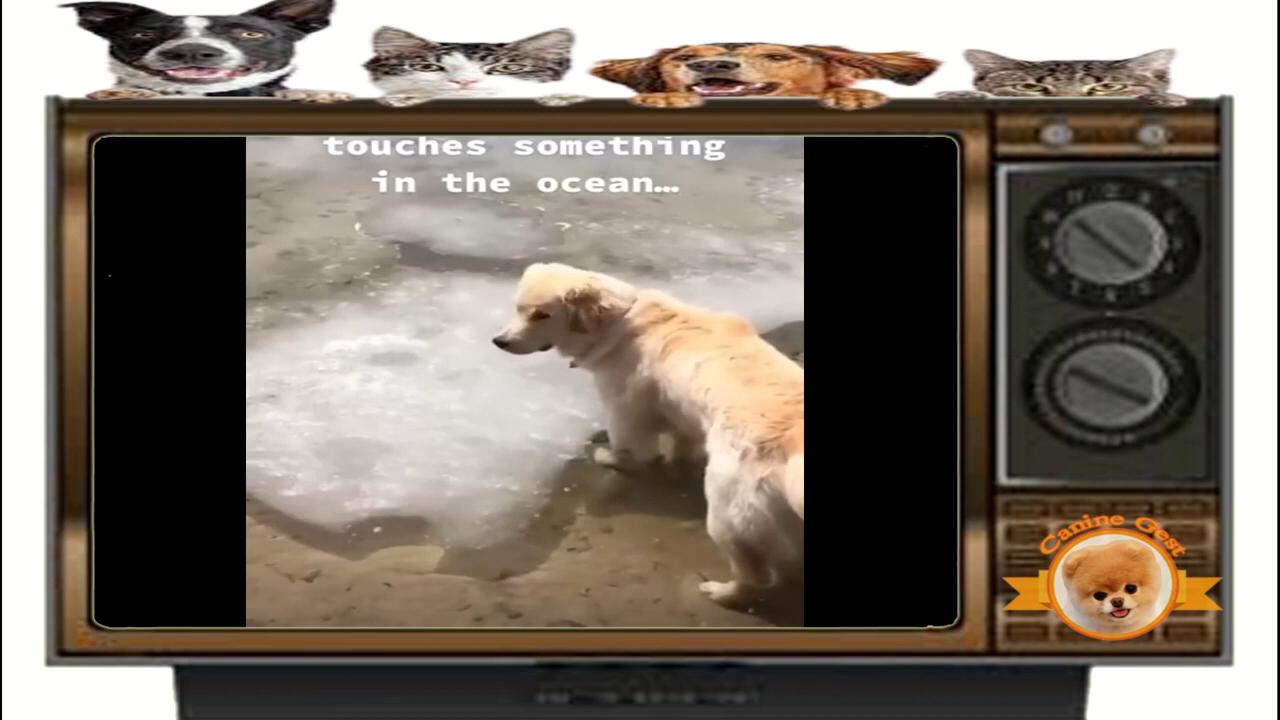 touches something
in the ocean…
Canine Gest